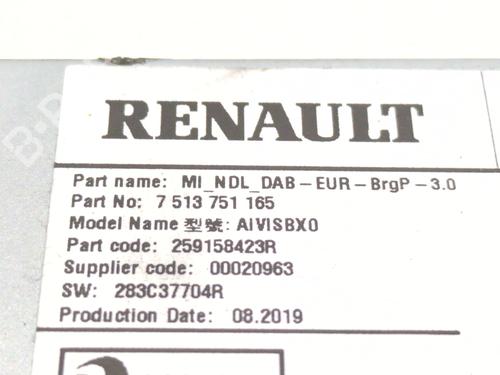 RENAULT
Part name: MI_NDL_DAB-EUR-BrgP-3.0
Part No: 7 513 751 165
Model Name 型號: AIVISBX0
Part code: 259158423R
Supplier code: 00020963
SW: 283C37704R
Production Date: 08.2019